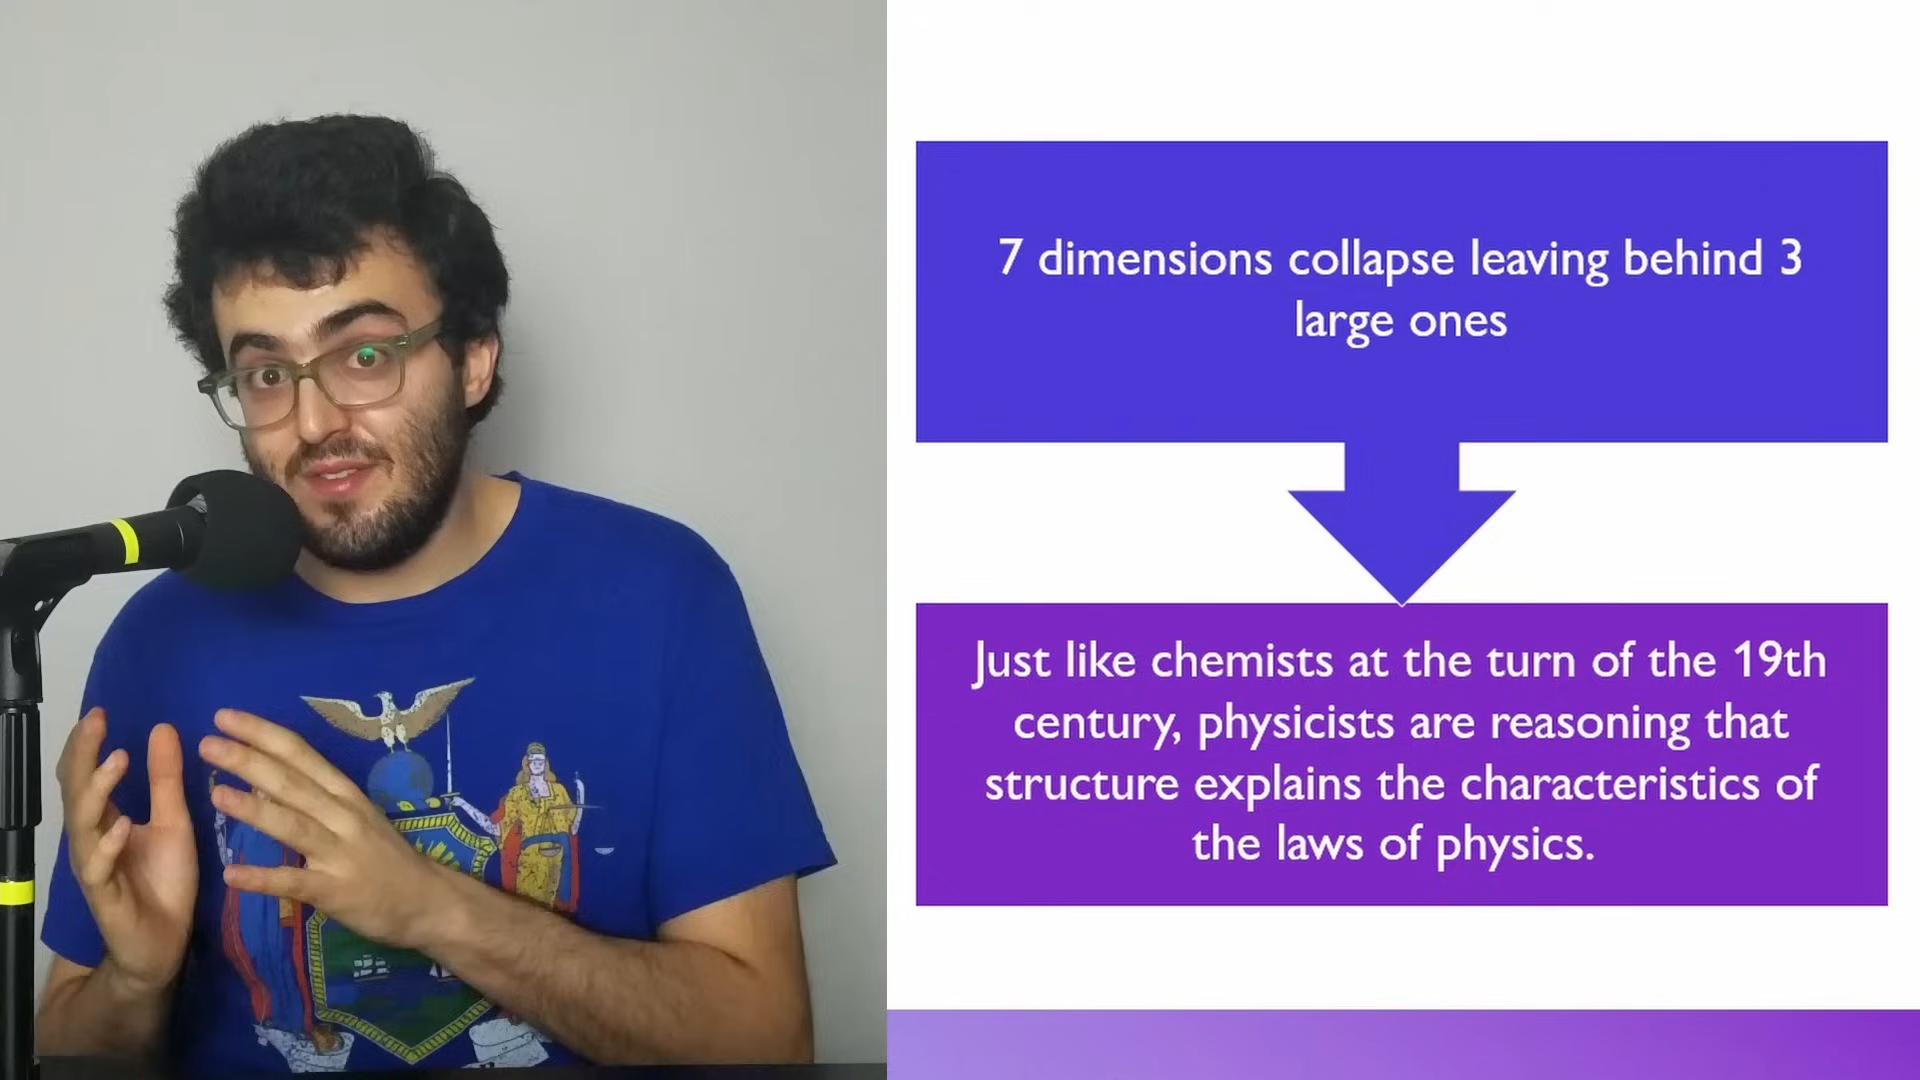 7 dimensions collapse leaving behind 3
large ones
Just like chemists at the turn of the 19th
century, physicists are reasoning that
structure explains the characteristics of
the laws of physics.